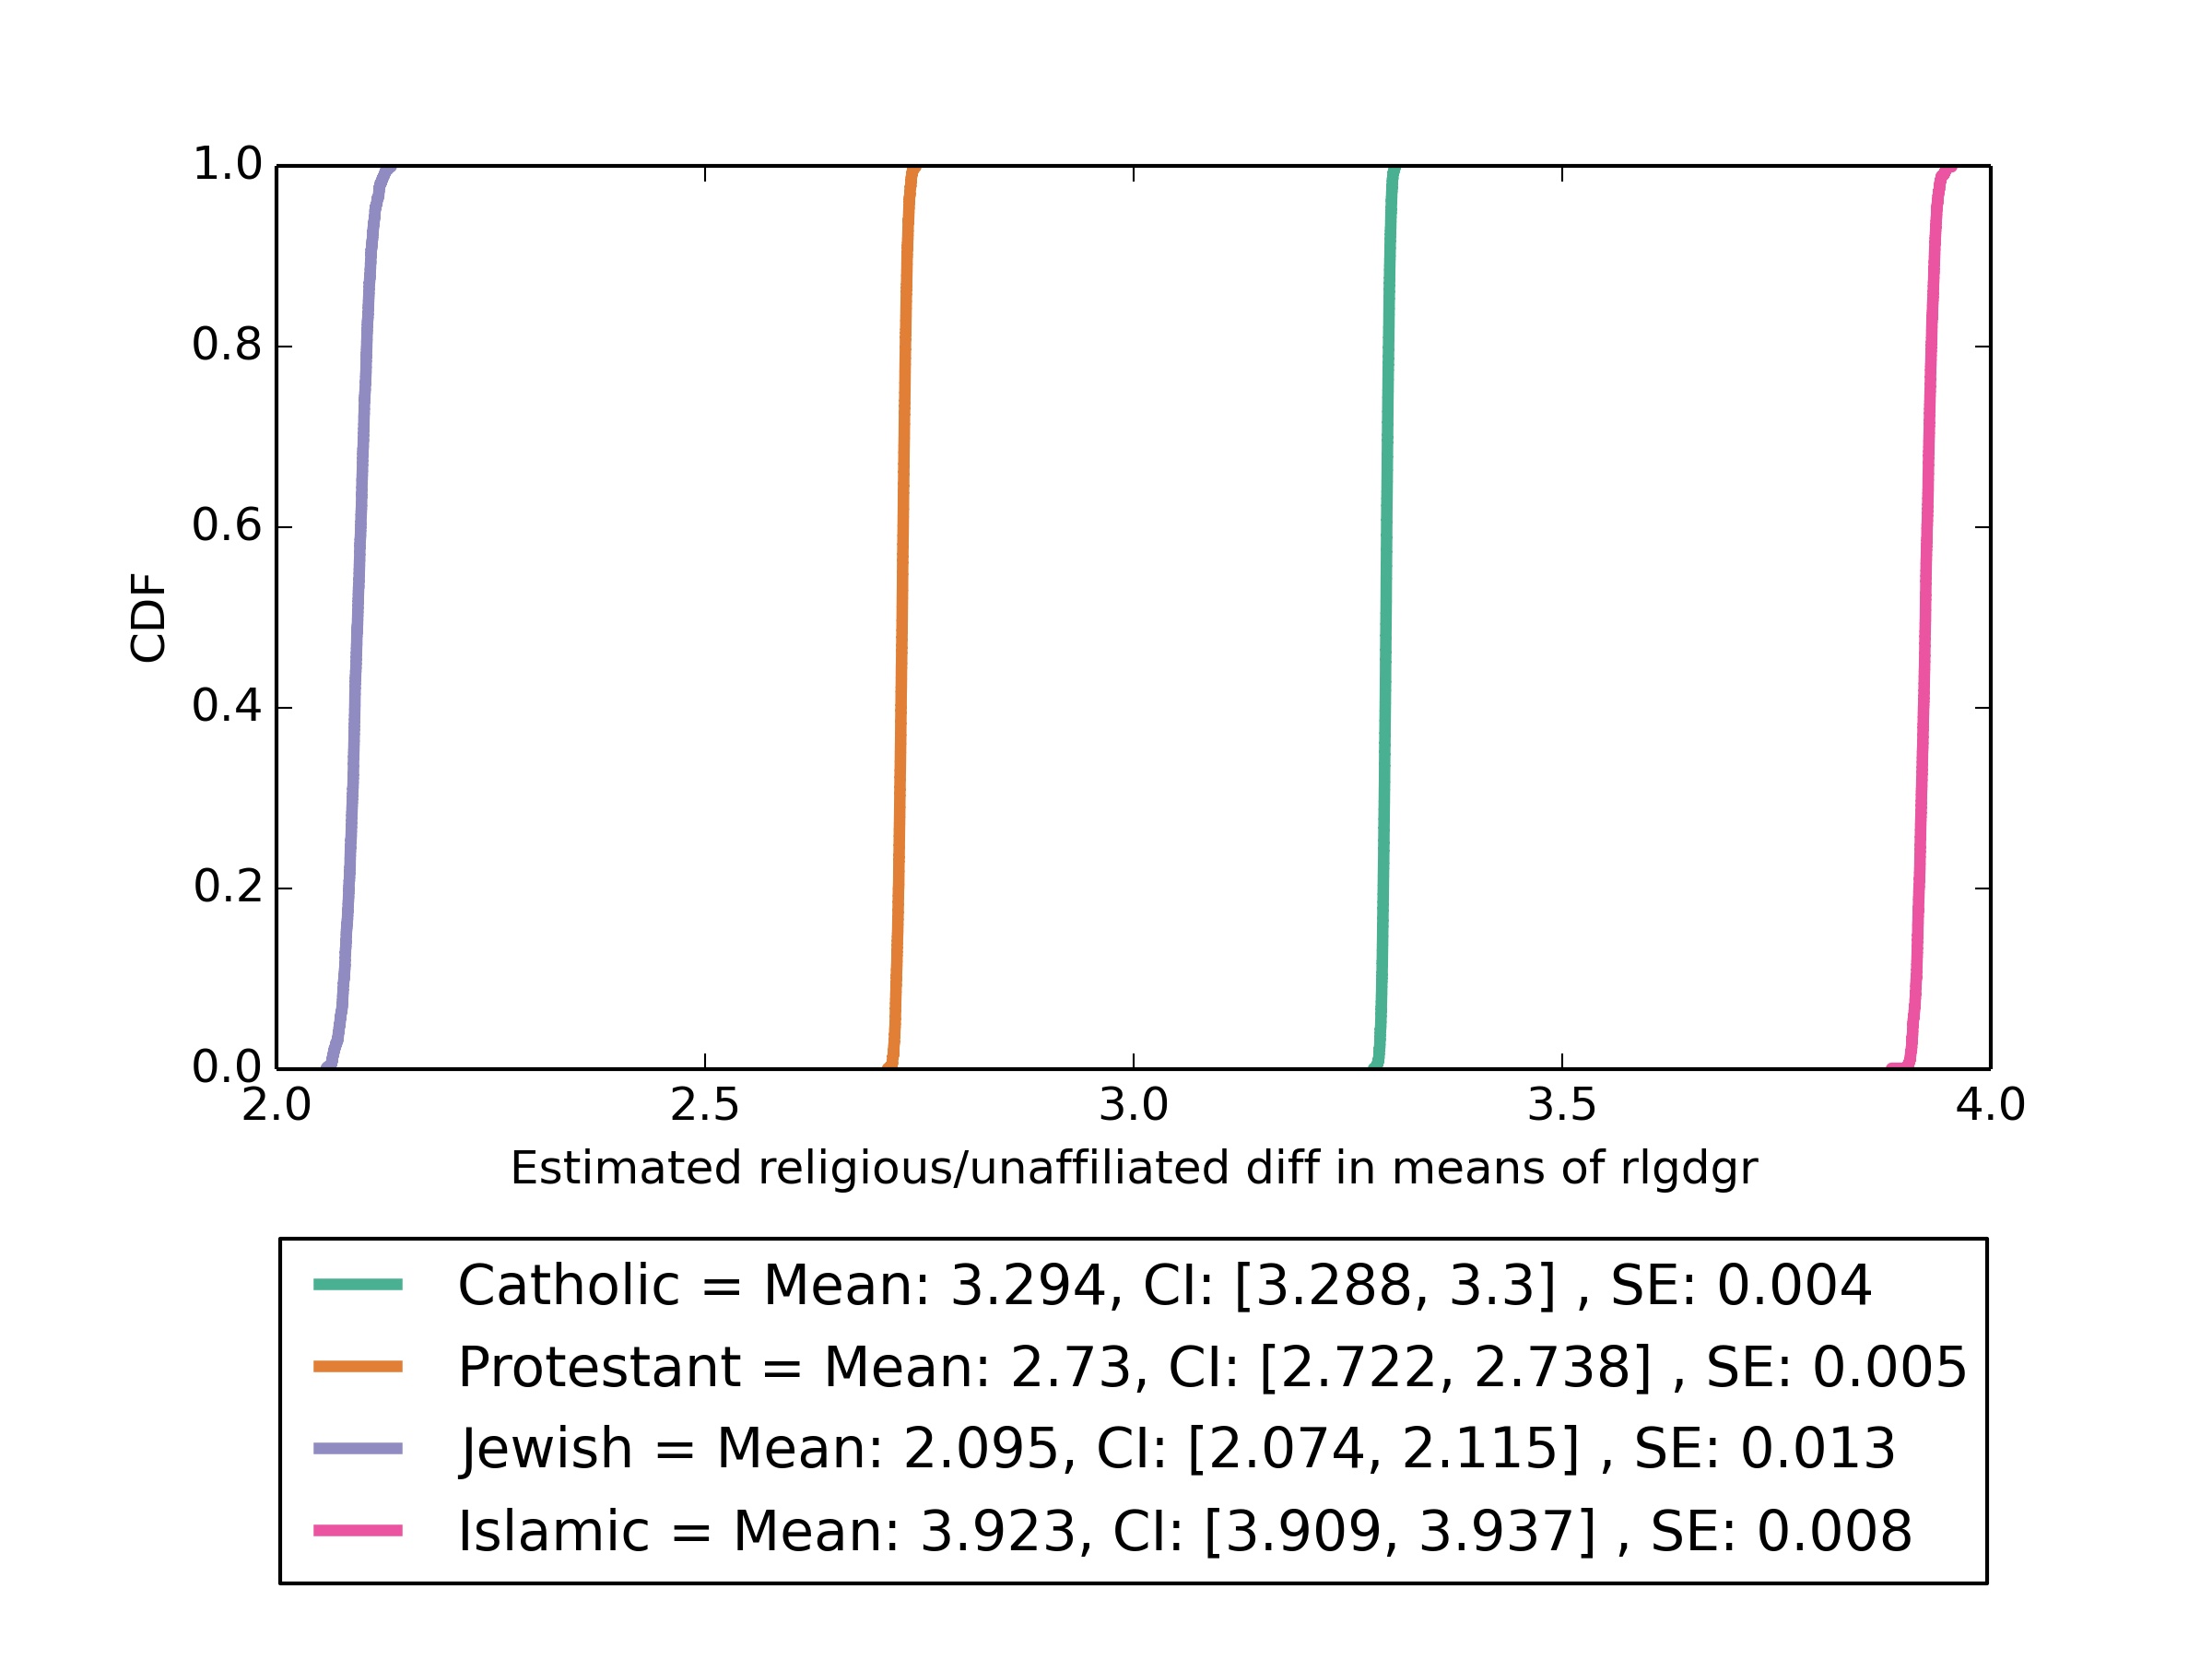 1.0
0.8
0.6
0.4
0.2
0.0
CDF
2.0 2.5 3.0 3.5 4.0
Estimated religious/unaffiliated diff in means of rlgdgr
Catholic = Mean: 3.294, CI: [3.288, 3.3] , SE: 0.004
Protestant = Mean: 2.73, CI: [2.722, 2.738] , SE: 0.005
Jewish = Mean: 2.095, CI: [2.074, 2.115] , SE: 0.013
Islamic = Mean: 3.923, CI: [3.909, 3.937] , SE: 0.008